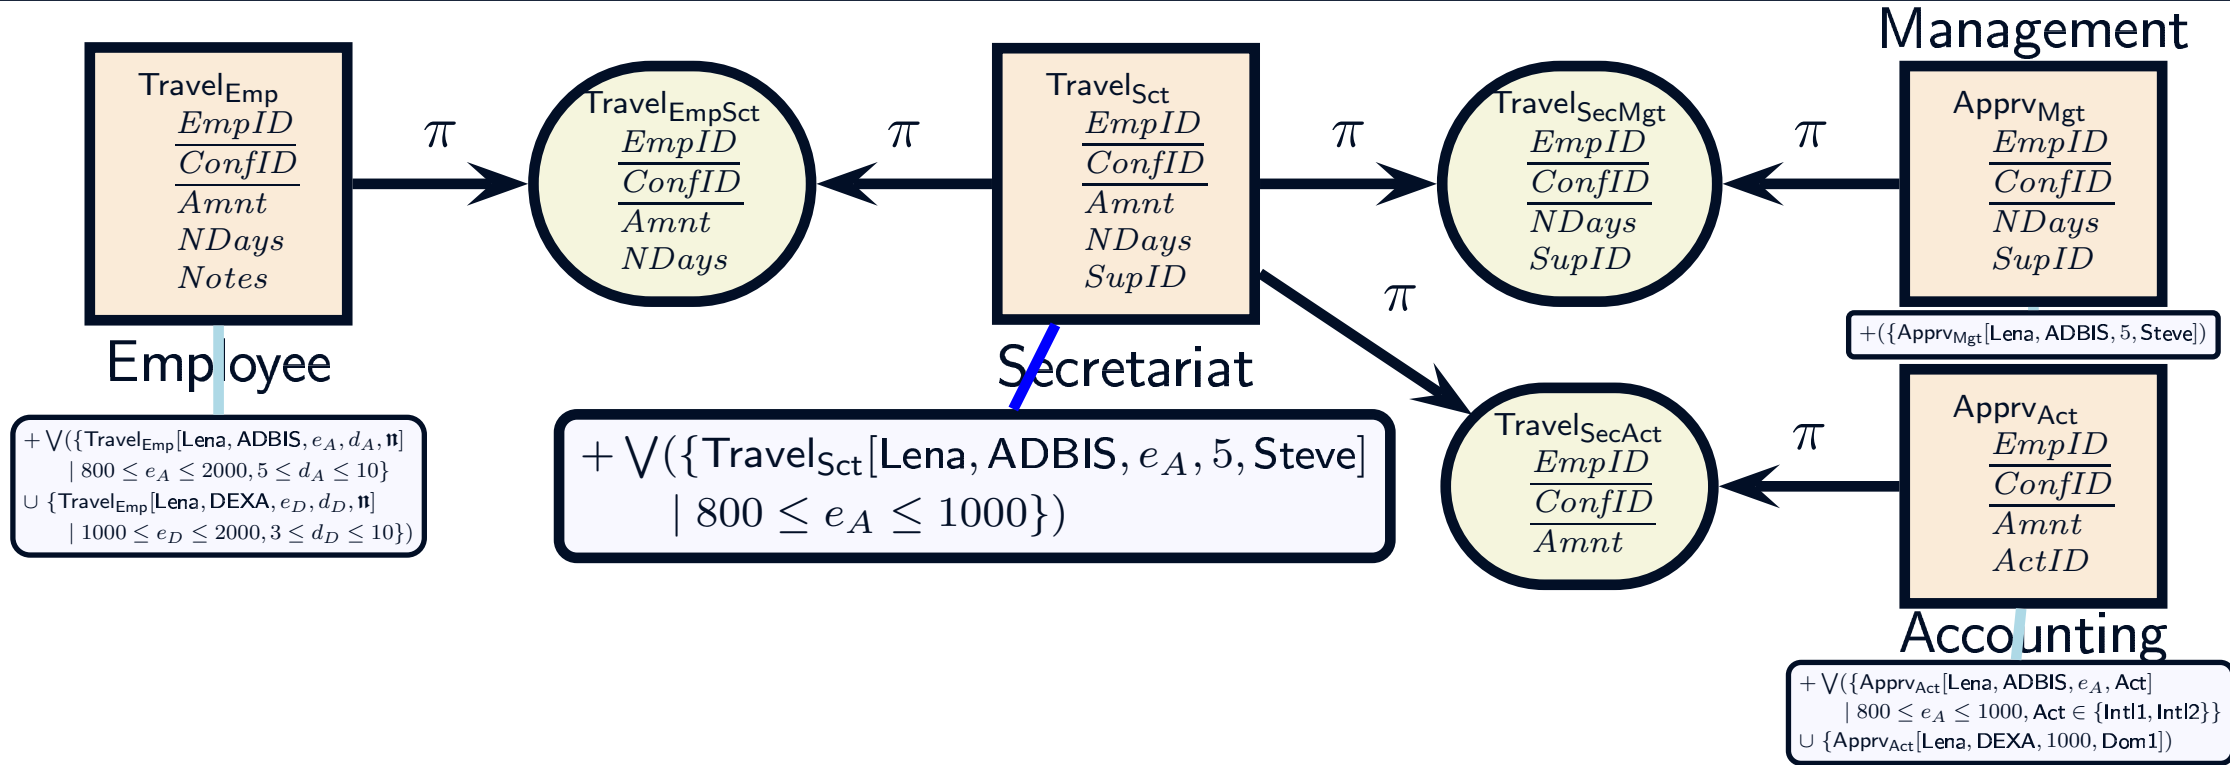 Travel_Emp
EmpID
ConfID
Amnt
NDays
Notes
Employee
+ ⋁({Travel_Emp[Lena, ADBIS, e_A, d_A, 𝔫]
| 800 ≤ e_A ≤ 2000, 5 ≤ d_A ≤ 10}
∪ {Travel_Emp[Lena, DEXA, e_D, d_D, 𝔫]
| 1000 ≤ e_D ≤ 2000, 3 ≤ d_D ≤ 10})
π
Travel_EmpSct
EmpID
ConfID
Amnt
NDays
π
Travel_Sct
EmpID
ConfID
Amnt
NDays
SupID
Secretariat
+ ⋁({Travel_Sct[Lena, ADBIS, e_A, 5, Steve]
| 800 ≤ e_A ≤ 1000})
π
Travel_SecMgt
EmpID
ConfID
NDays
SupID
π
Management
Apprv_Mgt
EmpID
ConfID
NDays
SupID
+({Apprv_Mgt[Lena, ADBIS, 5, Steve])
π
Travel_SecAct
EmpID
ConfID
Amnt
π
Apprv_Act
EmpID
ConfID
Amnt
ActID
Accounting
+ ⋁({Apprv_Act[Lena, ADBIS, e_A, Act]
| 800 ≤ e_A ≤ 1000, Act ∈ {Intl1, Intl2}}
∪ {Apprv_Act[Lena, DEXA, 1000, Dom1])